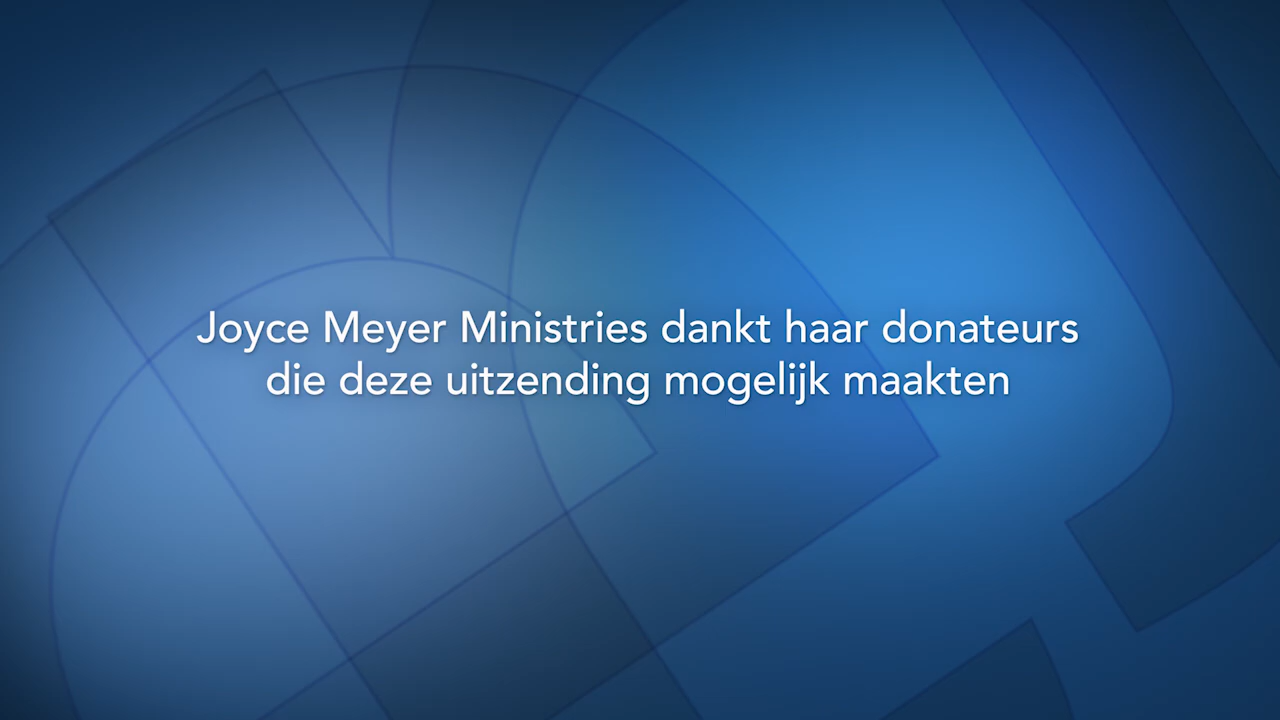 Joyce Meyer Ministries dankt haar donateurs
die deze uitzending mogelijk maakten